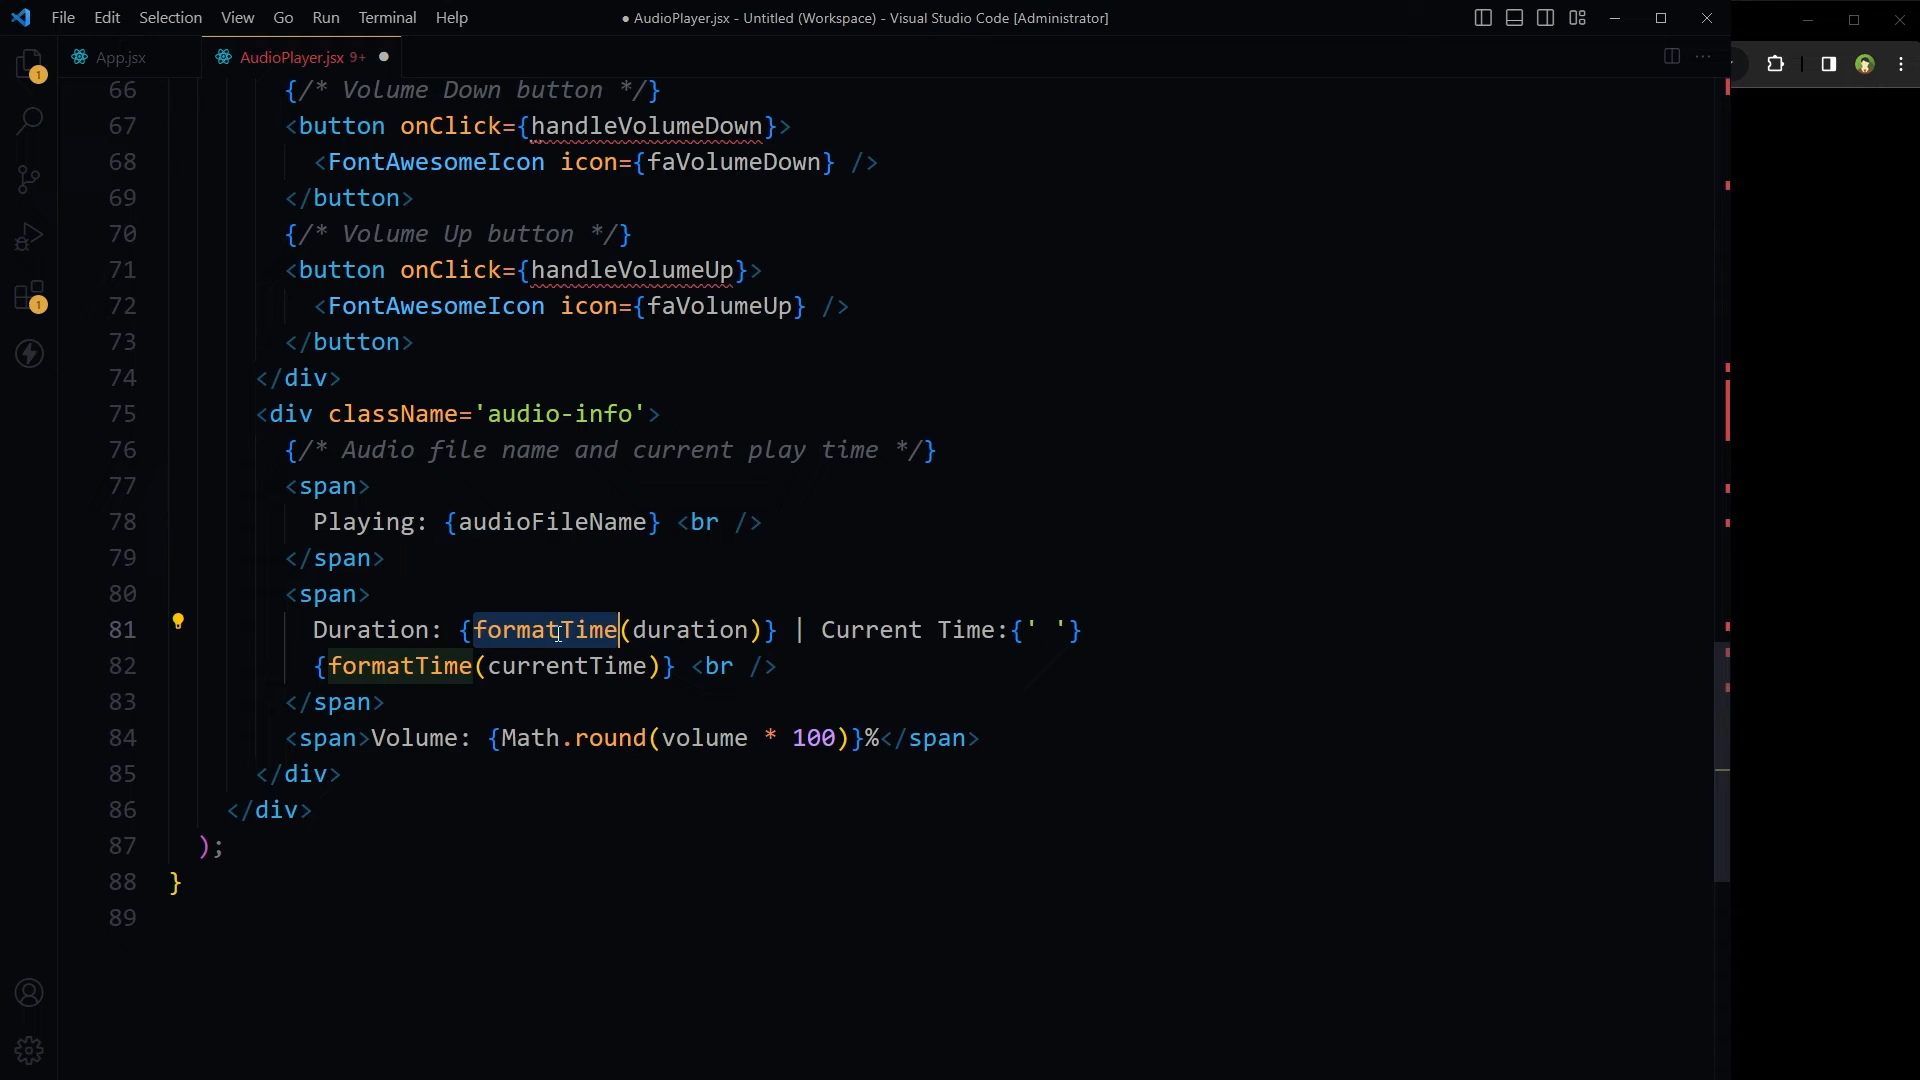 File Edit Selection View Go Run Terminal Help
● AudioPlayer.jsx - Untitled (Workspace) - Visual Studio Code [Administrator]
App.jsx
AudioPlayer.jsx 9+ ●
1
1
66 {/* Volume Down button */}
67 <button onClick={handleVolumeDown}>
68 <FontAwesomeIcon icon={faVolumeDown} />
69 </button>
70 {/* Volume Up button */}
71 <button onClick={handleVolumeUp}>
72 <FontAwesomeIcon icon={faVolumeUp} />
73 </button>
74 </div>
75 <div className='audio-info'>
76 {/* Audio file name and current play time */}
77 <span>
78 Playing: {audioFileName} <br />
79 </span>
80 <span>
81 Duration: {formatTime(duration)} | Current Time:{' '}
82 {formatTime(currentTime)} <br />
83 </span>
84 <span>Volume: {Math.round(volume * 100)}%</span>
85 </div>
86 </div>
87 );
88 }
89